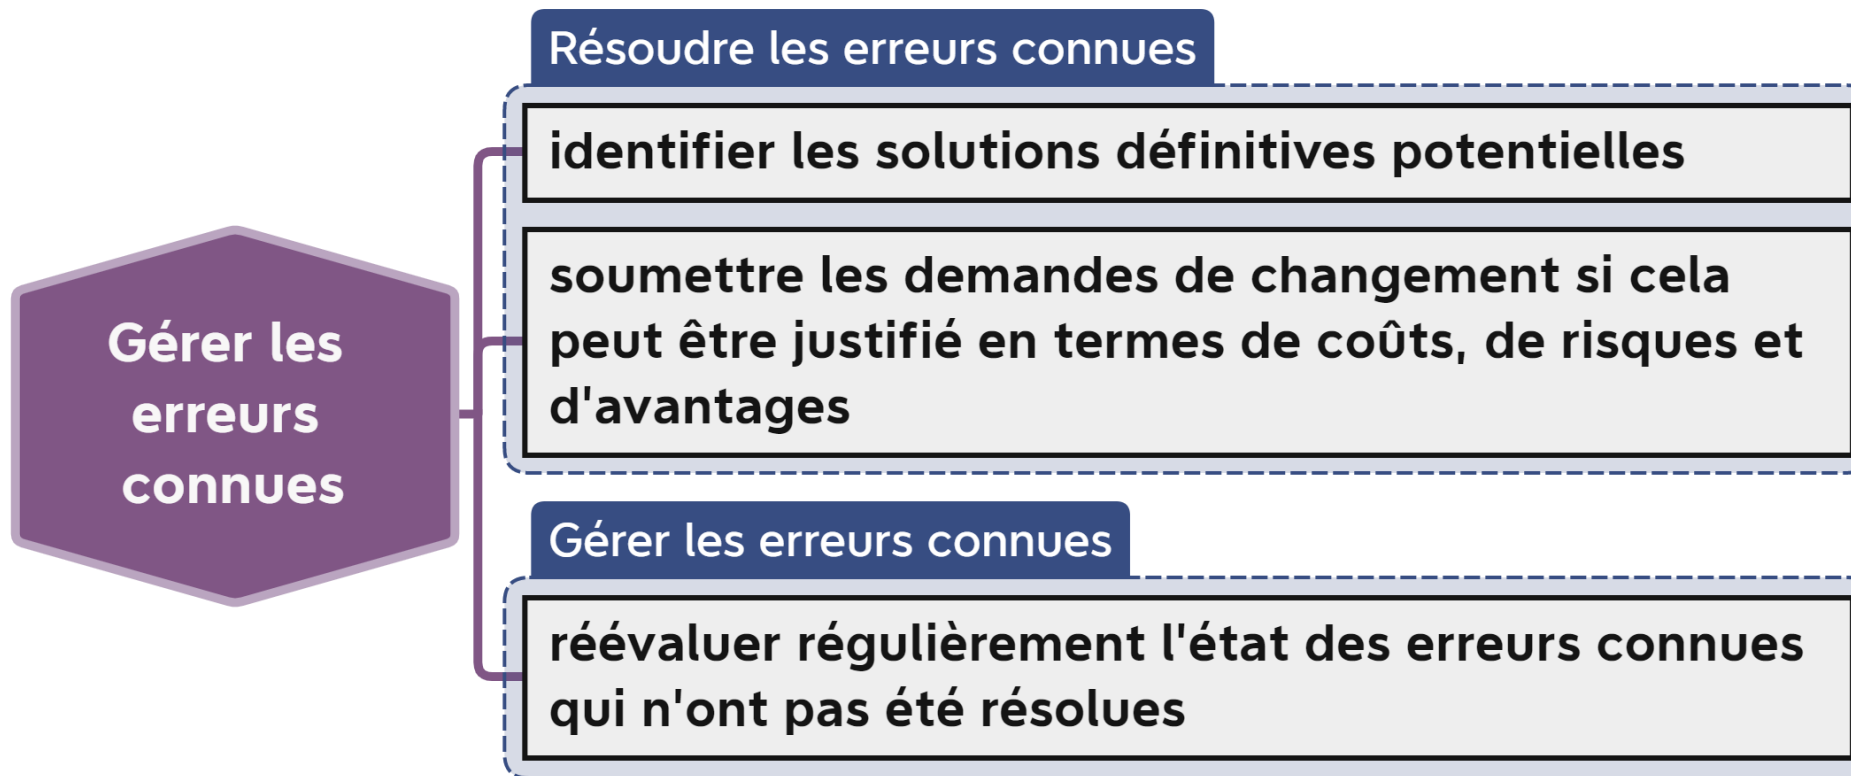 Résoudre les erreurs connues
identifier les solutions définitives potentielles
soumettre les demandes de changement si cela
peut être justifié en termes de coûts, de risques et
d'avantages
Gérer les
erreurs
connues
Gérer les erreurs connues
réévaluer régulièrement l'état des erreurs connues
qui n'ont pas été résolues